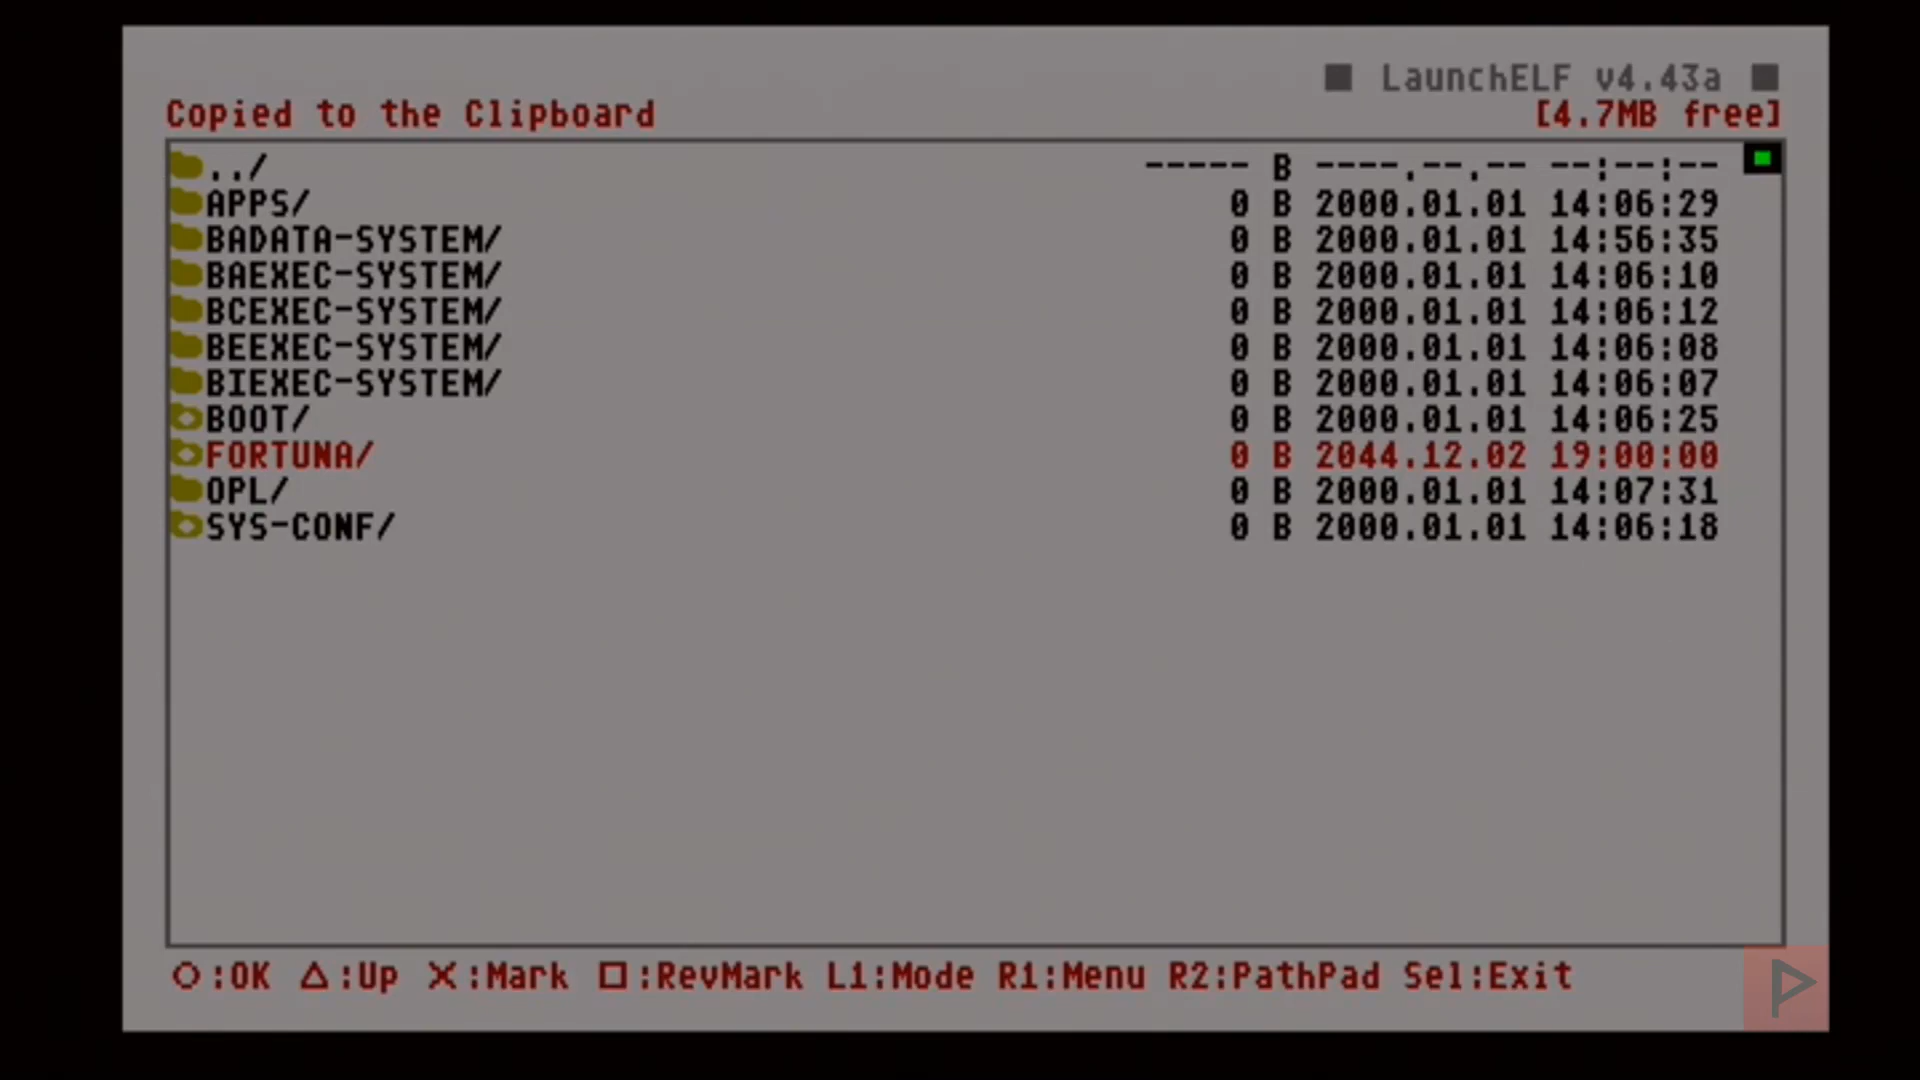 ■ LaunchELF v4.43a ■
Copied to the Clipboard [4.7MB free]
../ ----- B ----.--.-- --:--:--
APPS/ 0 B 2000.01.01 14:06:29
BADATA-SYSTEM/ 0 B 2000.01.01 14:56:35
BAEXEC-SYSTEM/ 0 B 2000.01.01 14:06:10
BCEXEC-SYSTEM/ 0 B 2000.01.01 14:06:12
BEEXEC-SYSTEM/ 0 B 2000.01.01 14:06:08
BIEXEC-SYSTEM/ 0 B 2000.01.01 14:06:07
BOOT/ 0 B 2000.01.01 14:06:25
FORTUNA/ 0 B 2044.12.02 19:00:00
OPL/ 0 B 2000.01.01 14:07:31
SYS-CONF/ 0 B 2000.01.01 14:06:18
○:OK △:Up ×:Mark □:RevMark L1:Mode R1:Menu R2:PathPad Sel:Exit